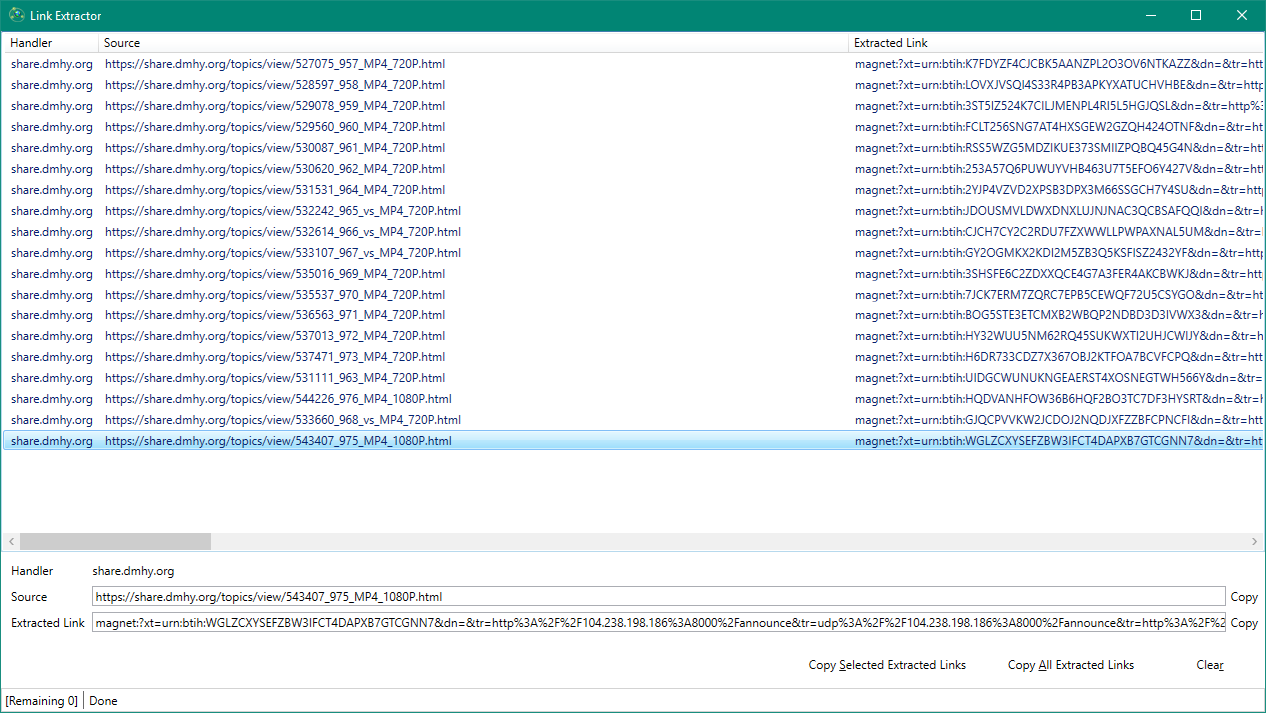 Link Extractor
Handler Source Extracted Link
share.dmhy.org https://share.dmhy.org/topics/view/527075_957_MP4_720P.html magnet:?xt=urn:btih:K7FDYZF4CJCBK5AANZPL2O3OV6NTKAZZ&dn=&tr=htt
share.dmhy.org https://share.dmhy.org/topics/view/528597_958_MP4_720P.html magnet:?xt=urn:btih:LOVXJVSQI4S33R4PB3APKYXATUCHVHBE&dn=&tr=http
share.dmhy.org https://share.dmhy.org/topics/view/529078_959_MP4_720P.html magnet:?xt=urn:btih:3ST5IZ524K7CILJMENPL4RI5L5HGJQSL&dn=&tr=http%3
share.dmhy.org https://share.dmhy.org/topics/view/529560_960_MP4_720P.html magnet:?xt=urn:btih:FCLT256SNG7AT4HXSGEW2GZQH424OTNF&dn=&tr=htt
share.dmhy.org https://share.dmhy.org/topics/view/530087_961_MP4_720P.html magnet:?xt=urn:btih:RSS5WZG5MDZIKUE373SMIIZPQBQ45G4N&dn=&tr=htt
share.dmhy.org https://share.dmhy.org/topics/view/530620_962_MP4_720P.html magnet:?xt=urn:btih:253A57Q6PUWUYVHB463U7T5EFO6Y427V&dn=&tr=htt
share.dmhy.org https://share.dmhy.org/topics/view/531531_964_MP4_720P.html magnet:?xt=urn:btih:2YJP4VZVD2XPSB3DPX3M66SSGCH7Y4SU&dn=&tr=http
share.dmhy.org https://share.dmhy.org/topics/view/532242_965_vs_MP4_720P.html magnet:?xt=urn:btih:JDOUSMVLDWXDNXLUJNJNAC3QCBSAFQQI&dn=&tr=h
share.dmhy.org https://share.dmhy.org/topics/view/532614_966_vs_MP4_720P.html magnet:?xt=urn:btih:CJCH7CY2C2RDU7FZXWWLLPWPAXNAL5UM&dn=&tr=
share.dmhy.org https://share.dmhy.org/topics/view/533107_967_vs_MP4_720P.html magnet:?xt=urn:btih:GY2OGMKX2KDI2M5ZB3Q5KSFISZ2432YF&dn=&tr=http
share.dmhy.org https://share.dmhy.org/topics/view/535016_969_MP4_720P.html magnet:?xt=urn:btih:3SHSFE6C2ZDXXQCE4G7A3FER4AKCBWKJ&dn=&tr=htt
share.dmhy.org https://share.dmhy.org/topics/view/535537_970_MP4_720P.html magnet:?xt=urn:btih:7JCK7ERM7ZQRC7EPB5CEWQF72U5CSYGO&dn=&tr=h
share.dmhy.org https://share.dmhy.org/topics/view/536563_971_MP4_720P.html magnet:?xt=urn:btih:BOG5STE3ETCMXB2WBQP2NDBD3D3IVWX3&dn=&tr=h
share.dmhy.org https://share.dmhy.org/topics/view/537013_972_MP4_720P.html magnet:?xt=urn:btih:HY32WUU5NM62RQ45SUKWXTI2UHJCWIJY&dn=&tr=h
share.dmhy.org https://share.dmhy.org/topics/view/537471_973_MP4_720P.html magnet:?xt=urn:btih:H6DR733CDZ7X367OBJ2KTFOA7BCVFCPQ&dn=&tr=htt
share.dmhy.org https://share.dmhy.org/topics/view/531111_963_MP4_720P.html magnet:?xt=urn:btih:UIDGCWUNUKNGEAERST4XOSNEGTWH566Y&dn=&tr=
share.dmhy.org https://share.dmhy.org/topics/view/544226_976_MP4_1080P.html magnet:?xt=urn:btih:HQDVANHFOW36B6HQF2BO3TC7DF3HYSRT&dn=&tr=h
share.dmhy.org https://share.dmhy.org/topics/view/533660_968_vs_MP4_720P.html magnet:?xt=urn:btih:GJQCPVVKW2JCDOJ2NQDJXFZZBFCPNCFI&dn=&tr=htt
share.dmhy.org https://share.dmhy.org/topics/view/543407_975_MP4_1080P.html magnet:?xt=urn:btih:WGLZCXYSEFZBW3IFCT4DAPXB7GTCGNN7&dn=&tr=ht
Handler share.dmhy.org
Source https://share.dmhy.org/topics/view/543407_975_MP4_1080P.html Copy
Extracted Link magnet:?xt=urn:btih:WGLZCXYSEFZBW3IFCT4DAPXB7GTCGNN7&dn=&tr=http%3A%2F%2F104.238.198.186%3A8000%2Fannounce&tr=udp%3A%2F%2F104.238.198.186%3A8000%2Fannounce&tr=http%3A%2F%2 Copy
Copy Selected Extracted Links Copy All Extracted Links Clear
[Remaining 0] Done